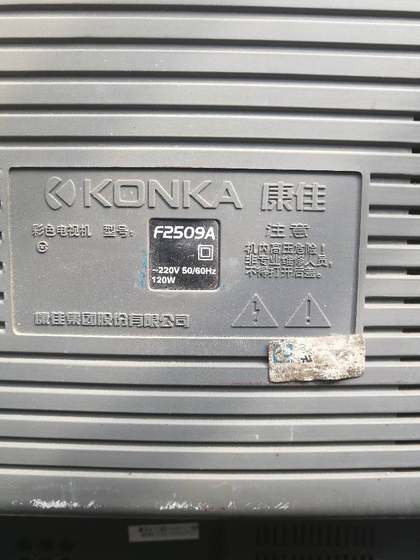 KONKA 康佳
彩色电视机 型号:
F2509A
~220V 50/60Hz
120W
注意
机内高压危险!
非专业维修人员,
不得打开后盖。
康佳集团股份有限公司